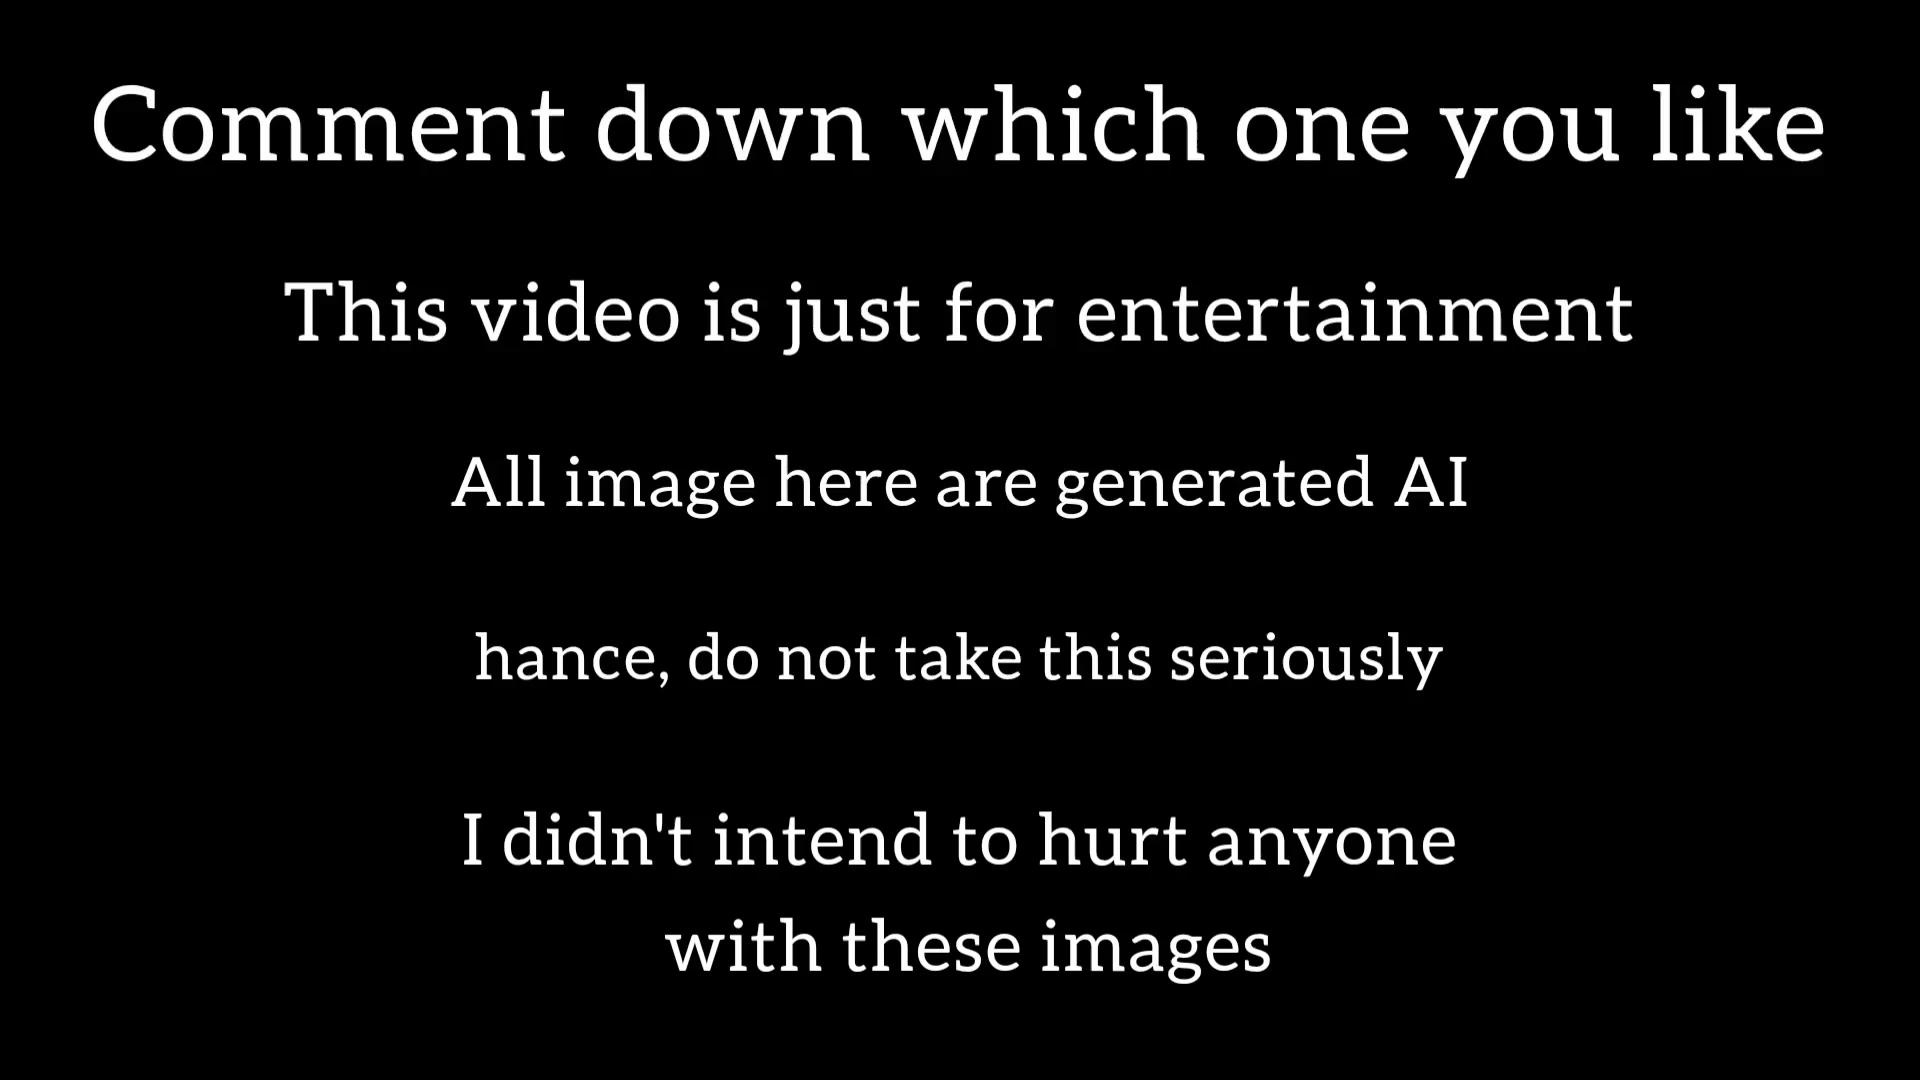 Comment down which one you like
This video is just for entertainment
All image here are generated AI
hance, do not take this seriously
I didn't intend to hurt anyone
with these images